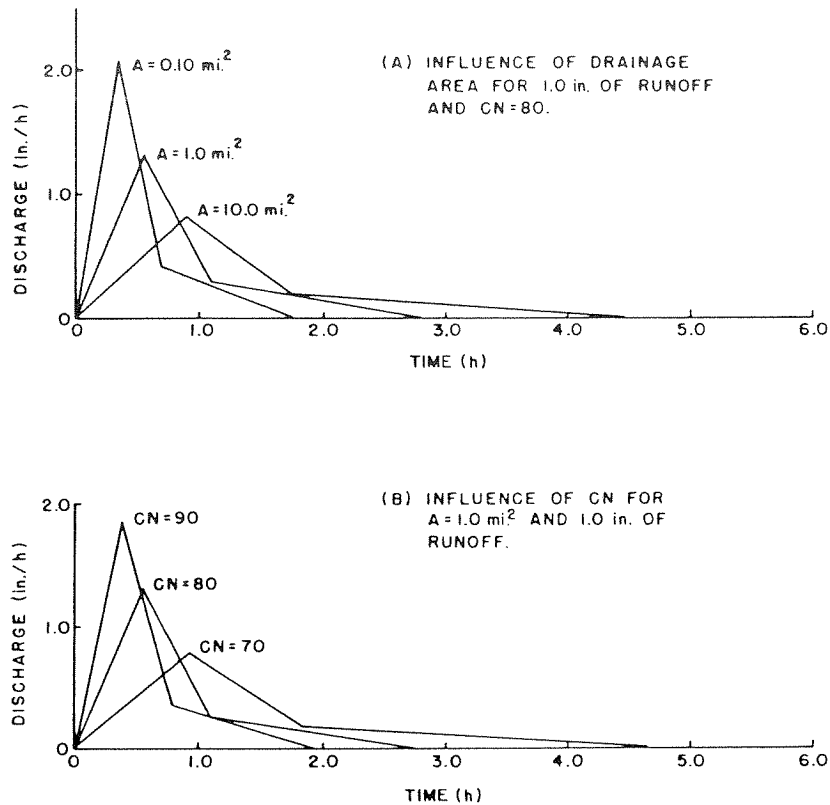 (A) INFLUENCE OF DRAINAGE
AREA FOR 1.0 in. OF RUNOFF
AND CN=80.
DISCHARGE (In./h)
2.0
1.0
0
A=0.10 mi.²
A=1.0 mi.²
A=10.0 mi.²
0 1.0 2.0 3.0 4.0 5.0 6.0
TIME (h)
(B) INFLUENCE OF CN FOR
A=1.0 mi² AND 1.0 in. OF
RUNOFF.
DISCHARGE (In./h)
2.0
1.0
0
CN=90
CN=80
CN=70
0 1.0 2.0 3.0 4.0 5.0 6.0
TIME (h)